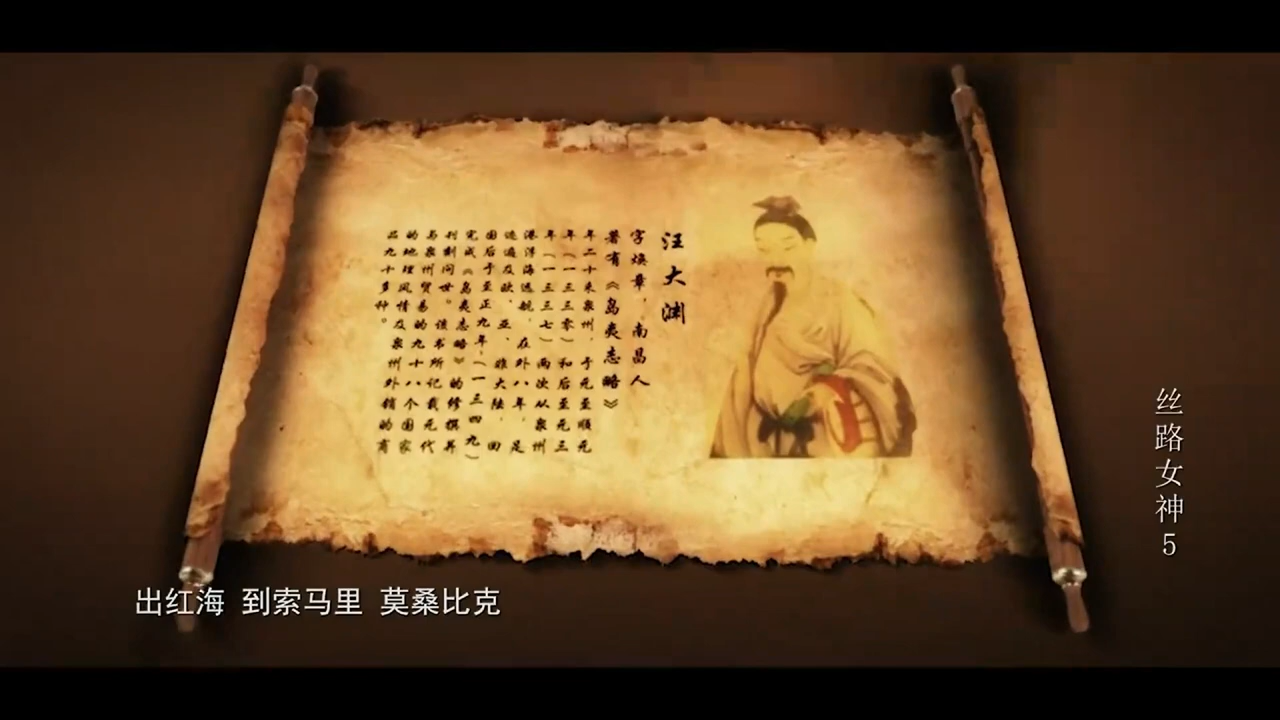 汪大渊
字焕章，南昌人
著有《岛夷志略》
年二十来泉州，于元至顺元
年（一三三零）和后至元三
年（一三三七）两次从泉州
港浮海远航，在外八年，足
迹遍及欧、亚、非大陆，回
国后于至正九年，（一三四九）
完成《岛夷志略》的修撰并
刊刻问世。该书所记载元代
与泉州贸易的九十八个国家
的地理风情及泉州外销的商
品九十多种。
丝路女神5
出红海 到索马里 莫桑比克